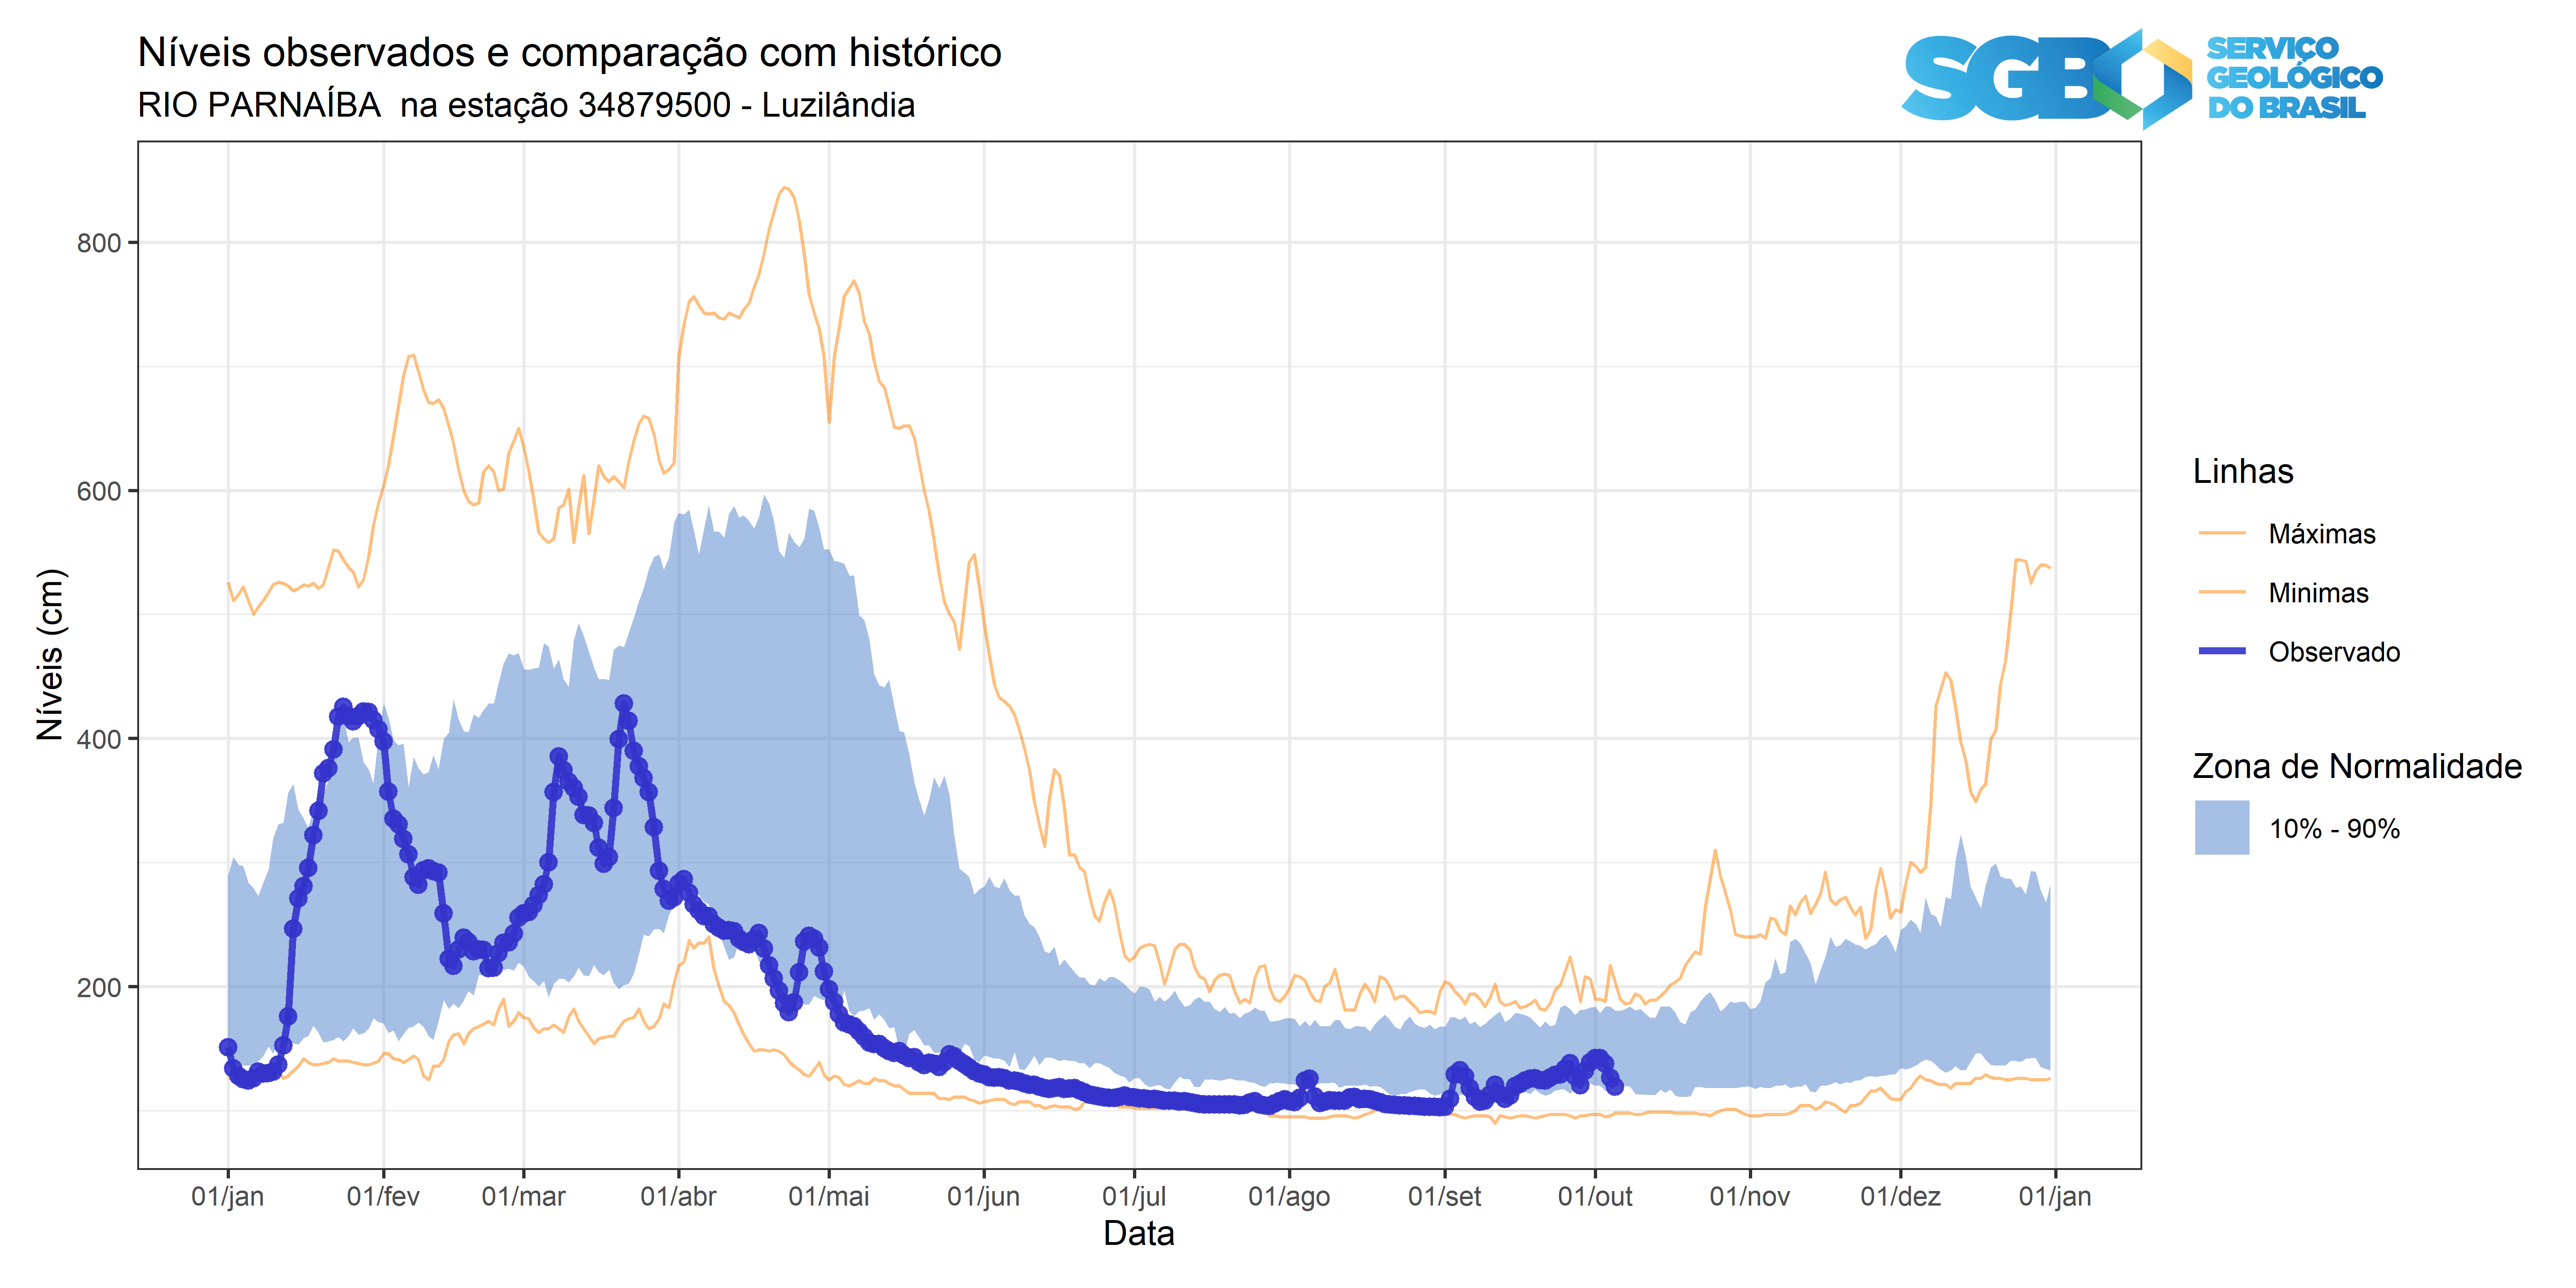 Níveis observados e comparação com histórico
RIO PARNAÍBA  na estação 34879500 - Luzilândia
SGB
SERVIÇO
GEOLÓGICO
DO BRASIL
Níveis (cm)
800
600
400
200
01/jan 01/fev 01/mar 01/abr 01/mai 01/jun 01/jul 01/ago 01/set 01/out 01/nov 01/dez 01/jan
Data
Linhas
Máximas
Minimas
Observado
Zona de Normalidade
10% - 90%